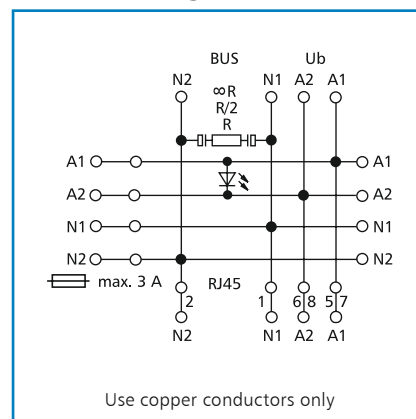 BUS Ub
N2 N1 A2 A1
∞R
R/2
R
A1 A1
A2 A2
N1 N1
N2 N2
max. 3 A RJ45
2 1 6 8 5 7
N2 N1 A2 A1
Use copper conductors only